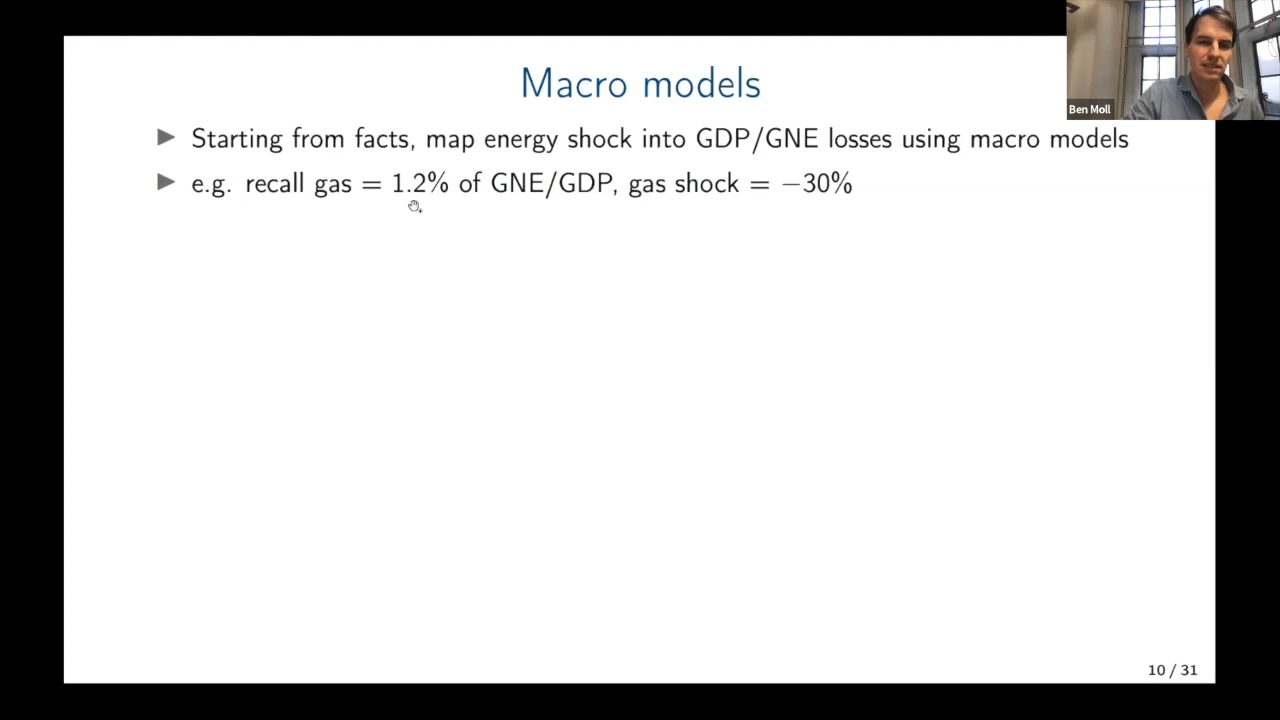 Macro models
▶ Starting from facts, map energy shock into GDP/GNE losses using macro models
▶ e.g. recall gas = 1.2% of GNE/GDP, gas shock = −30%
Ben Moll
10 / 31